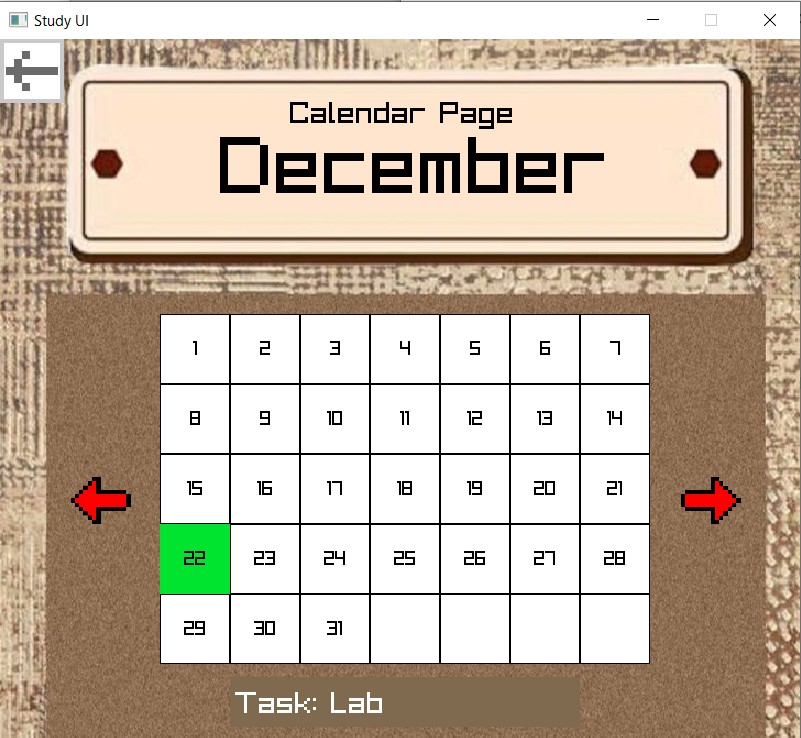 Study UI
Calendar Page
December
1 2 3 4 5 6 7
8 9 10 11 12 13 14
15 16 17 18 19 20 21
22 23 24 25 26 27 28
29 30 31
Task: Lab